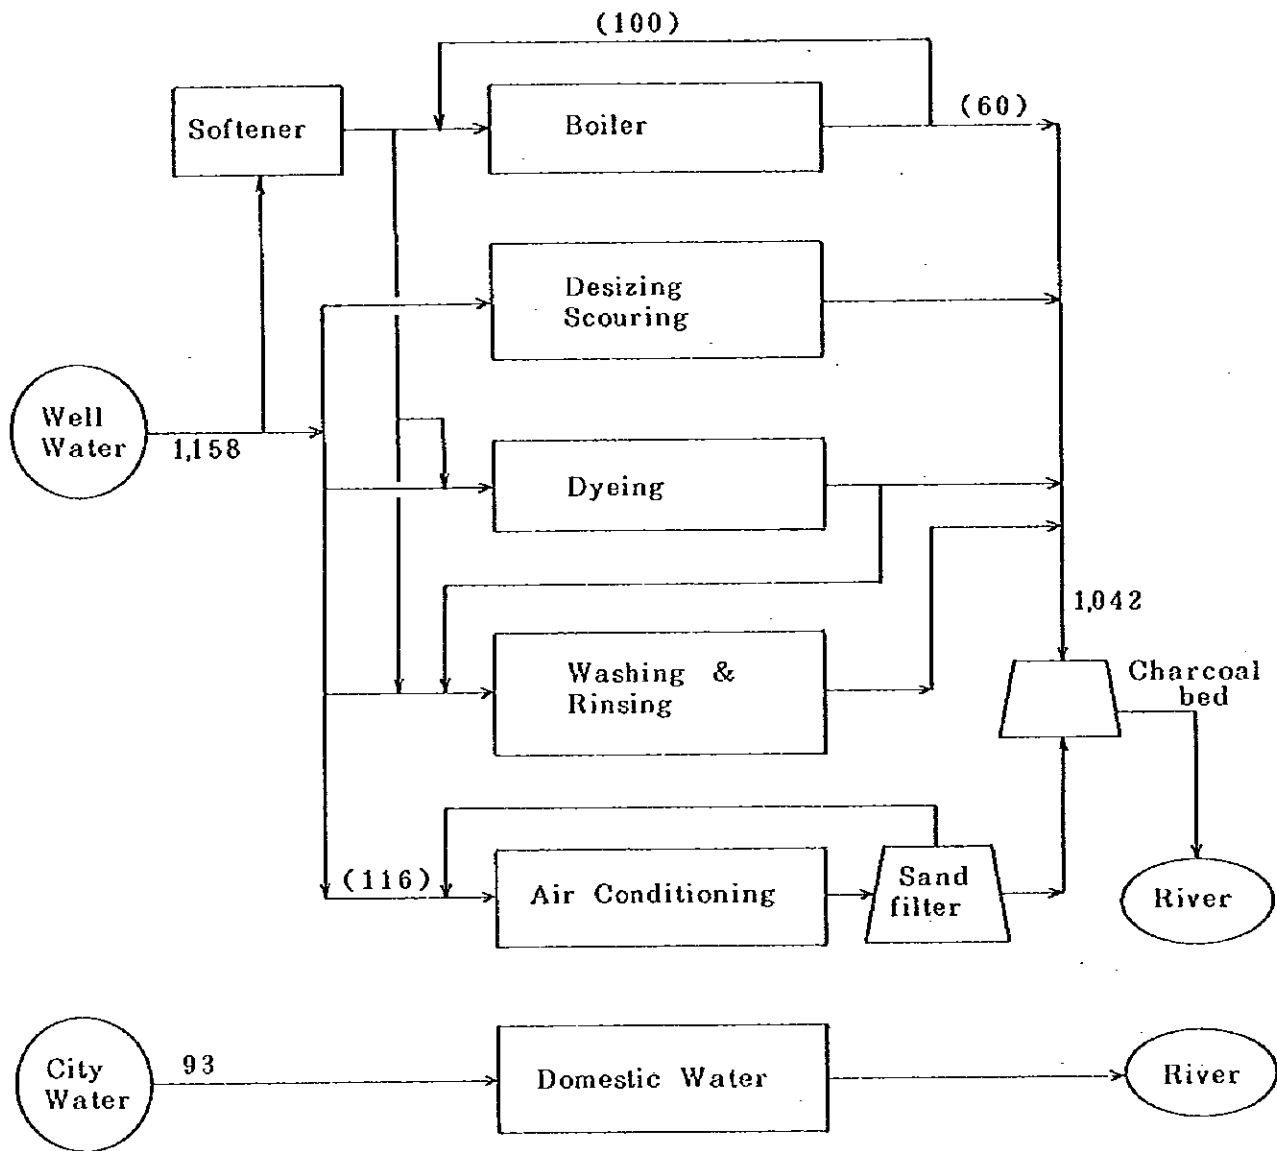 (100)
Softener
Boiler
(60)
Desizing
Scouring
Well
Water
1,158
Dyeing
1,042
Washing &
Rinsing
Charcoal
bed
(116)
Air Conditioning
Sand
filter
River
City
Water
93
Domestic Water
River